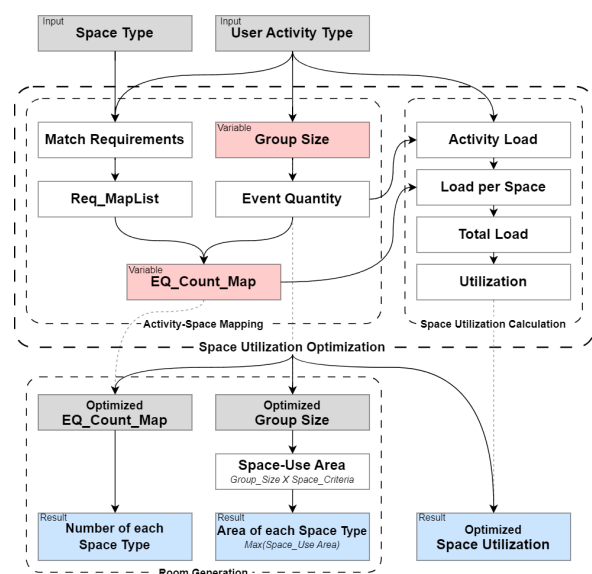 Input
Space Type
Input
User Activity Type
Match Requirements
Variable
Group Size
Activity Load
Req_MapList
Event Quantity
Load per Space
Total Load
Variable
EQ_Count_Map
Utilization
Activity-Space Mapping
Space Utilization Calculation
Space Utilization Optimization
Optimized
EQ_Count_Map
Optimized
Group Size
Space-Use Area
Group_Size X Space_Criteria
Result
Number of each
Space Type
Result
Area of each Space Type
Max(Space_Use Area)
Result
Optimized
Space Utilization
Room Generation